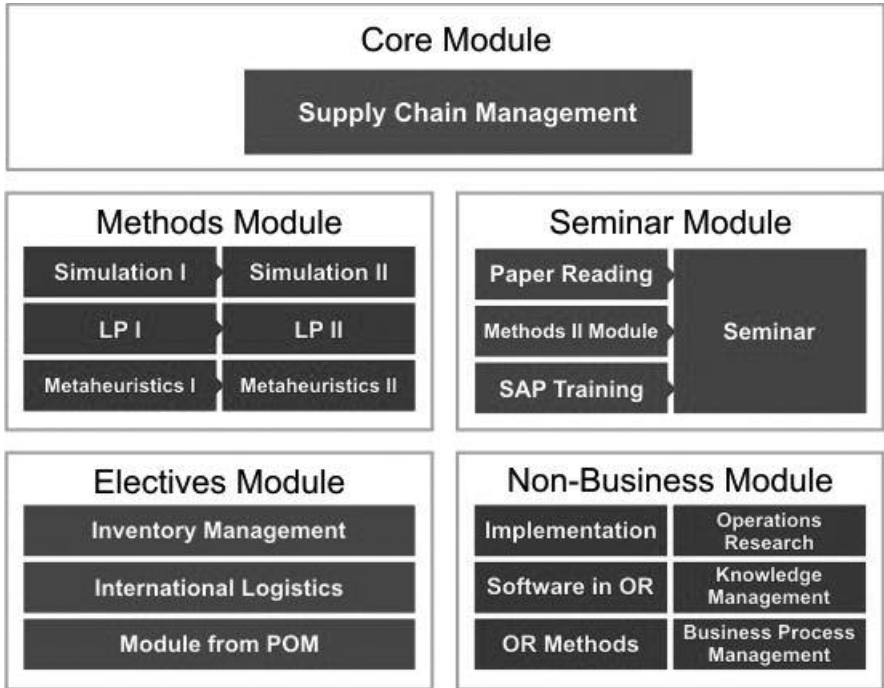 Core Module
Supply Chain Management
Methods Module
Simulation I
Simulation II
LP I
LP II
Metaheuristics I
Metaheuristics II
Seminar Module
Paper Reading
Methods II Module
SAP Training
Seminar
Electives Module
Inventory Management
International Logistics
Module from POM
Non-Business Module
Implementation
Operations
Research
Software in OR
Knowledge
Management
OR Methods
Business Process
Management